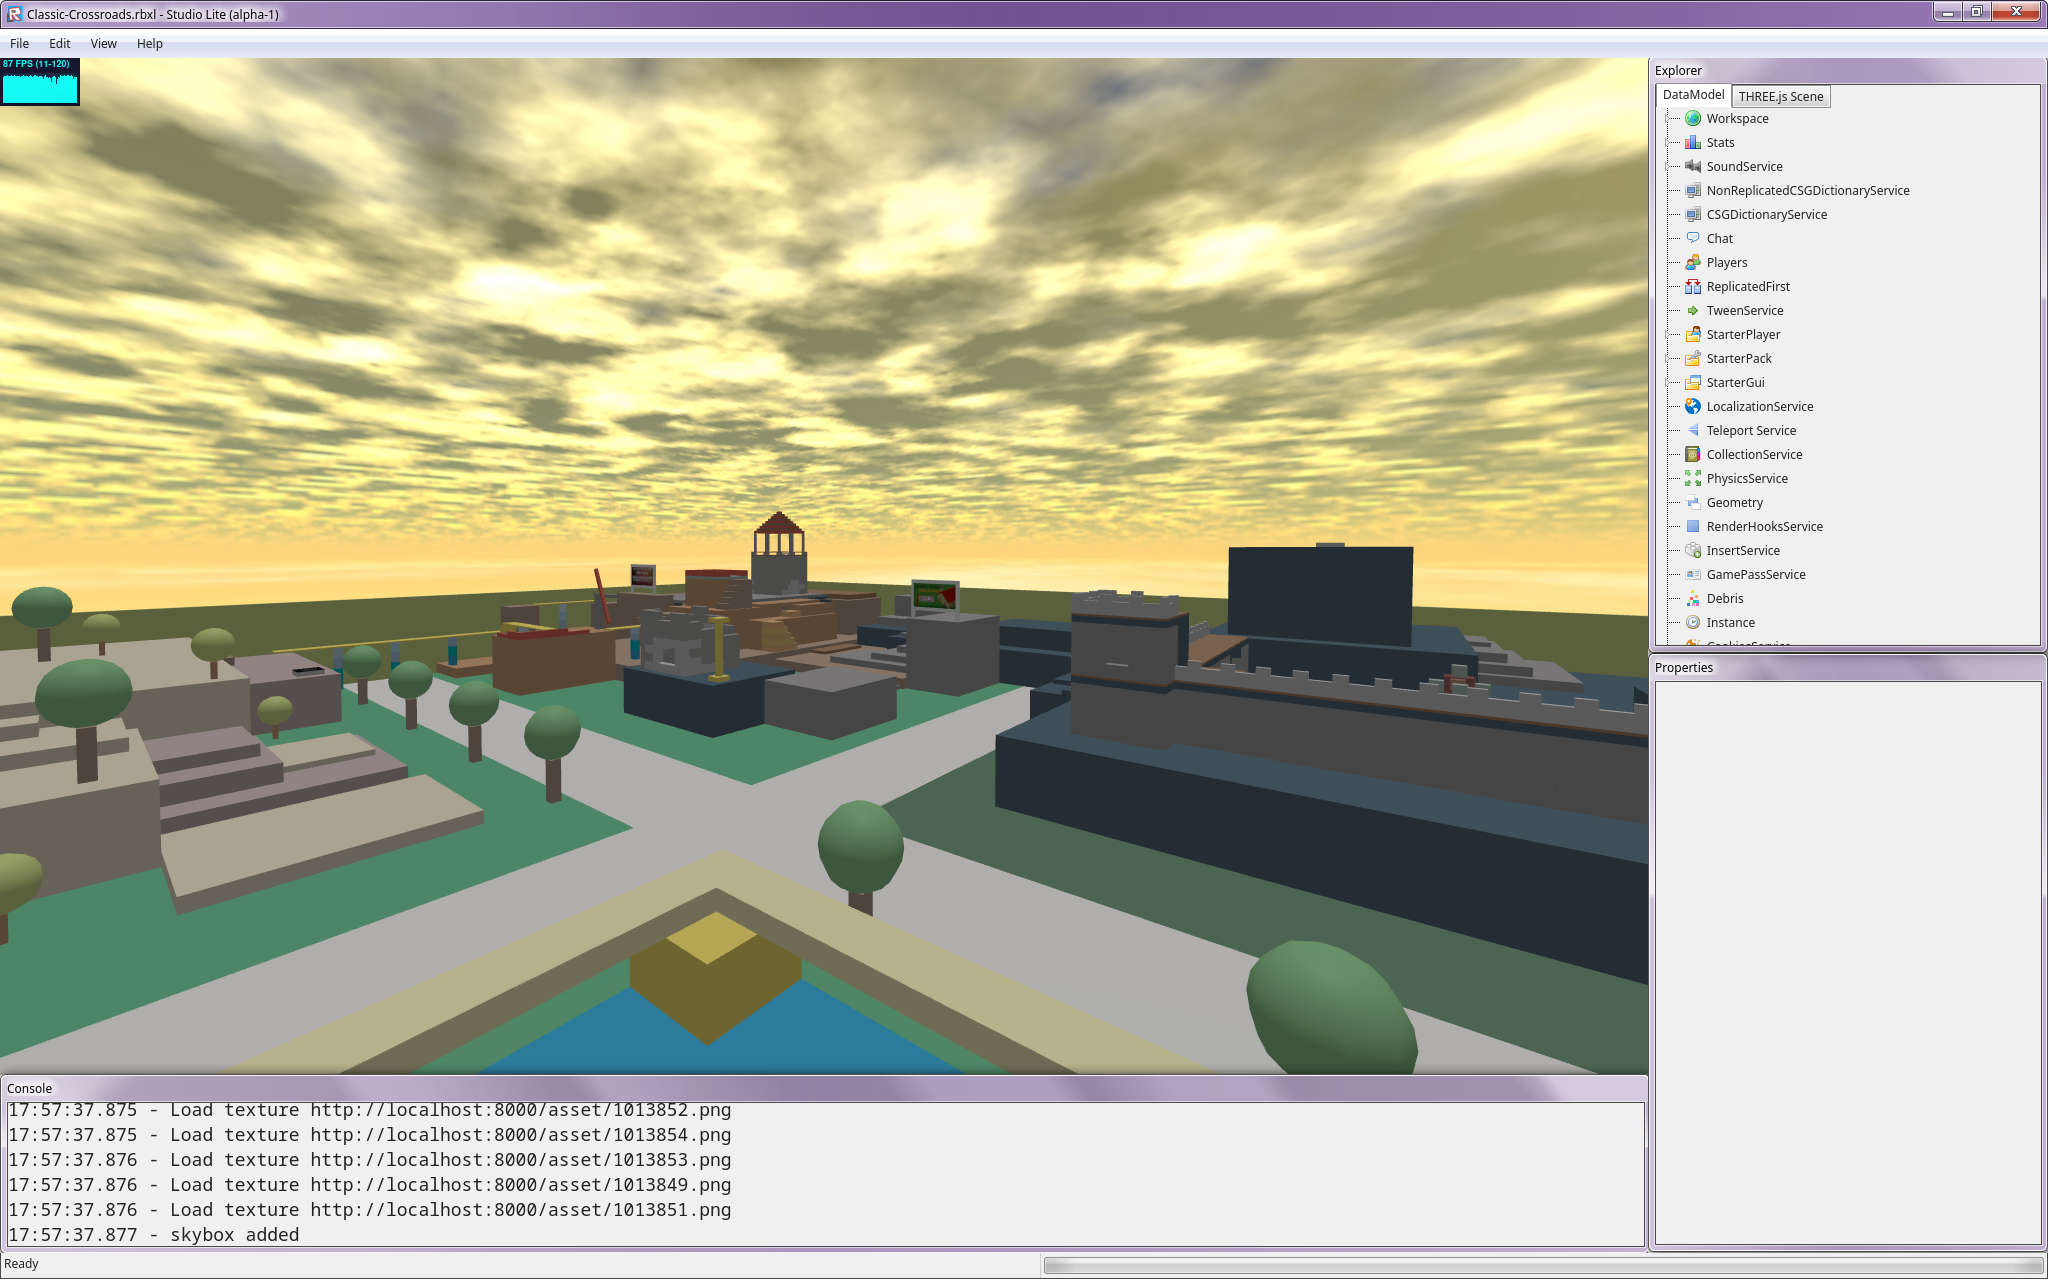 Classic-Crossroads.rbxl - Studio Lite (alpha-1)
File Edit View Help
87 FPS (11-120)
Explorer
DataModel THREE.js Scene
Workspace
Stats
SoundService
NonReplicatedCSGDictionaryService
CSGDictionaryService
Chat
Players
ReplicatedFirst
TweenService
StarterPlayer
StarterPack
StarterGui
LocalizationService
Teleport Service
CollectionService
PhysicsService
Geometry
RenderHooksService
InsertService
GamePassService
Debris
Instance
Properties
Console
17:57:37.875 - Load texture http://localhost:8000/asset/1013852.png
17:57:37.875 - Load texture http://localhost:8000/asset/1013854.png
17:57:37.876 - Load texture http://localhost:8000/asset/1013853.png
17:57:37.876 - Load texture http://localhost:8000/asset/1013849.png
17:57:37.876 - Load texture http://localhost:8000/asset/1013851.png
17:57:37.877 - skybox added
Ready